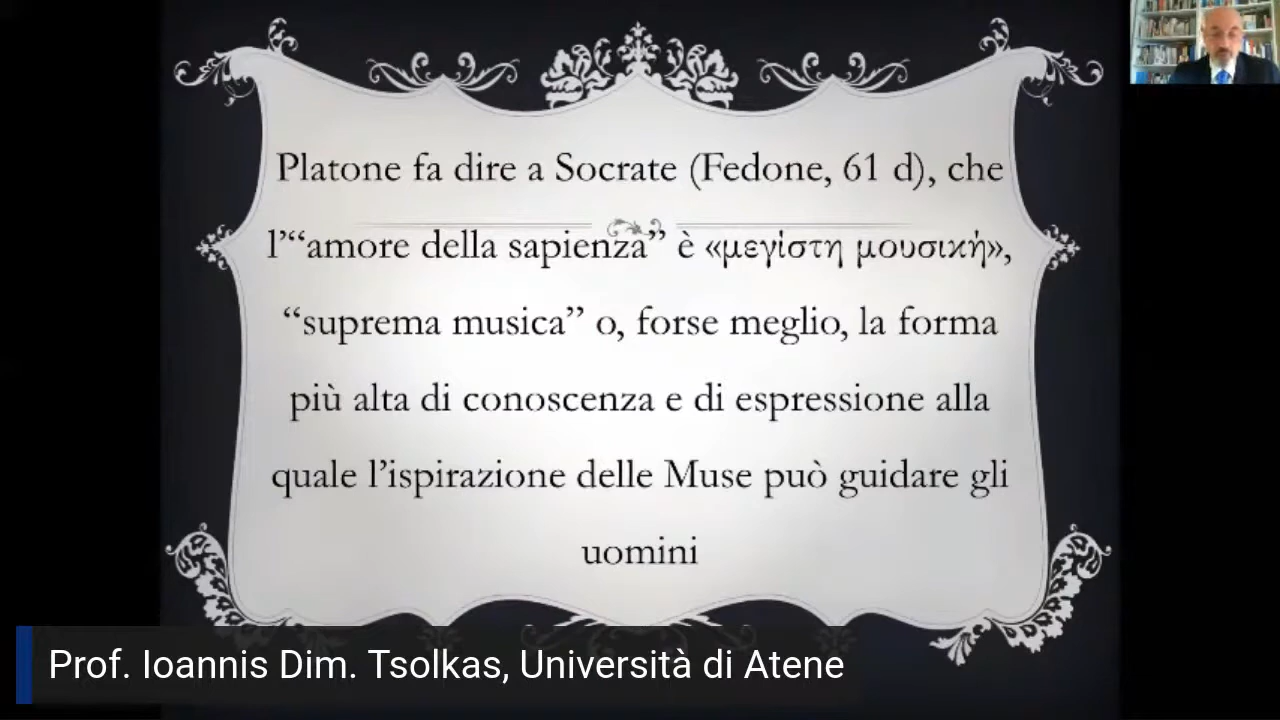 Platone fa dire a Socrate (Fedone, 61 d), che
l’“amore della sapienza” è «μεγίστη μουσική»,
“suprema musica” o, forse meglio, la forma
più alta di conoscenza e di espressione alla
quale l’ispirazione delle Muse può guidare gli
uomini
Prof. Ioannis Dim. Tsolkas, Università di Atene